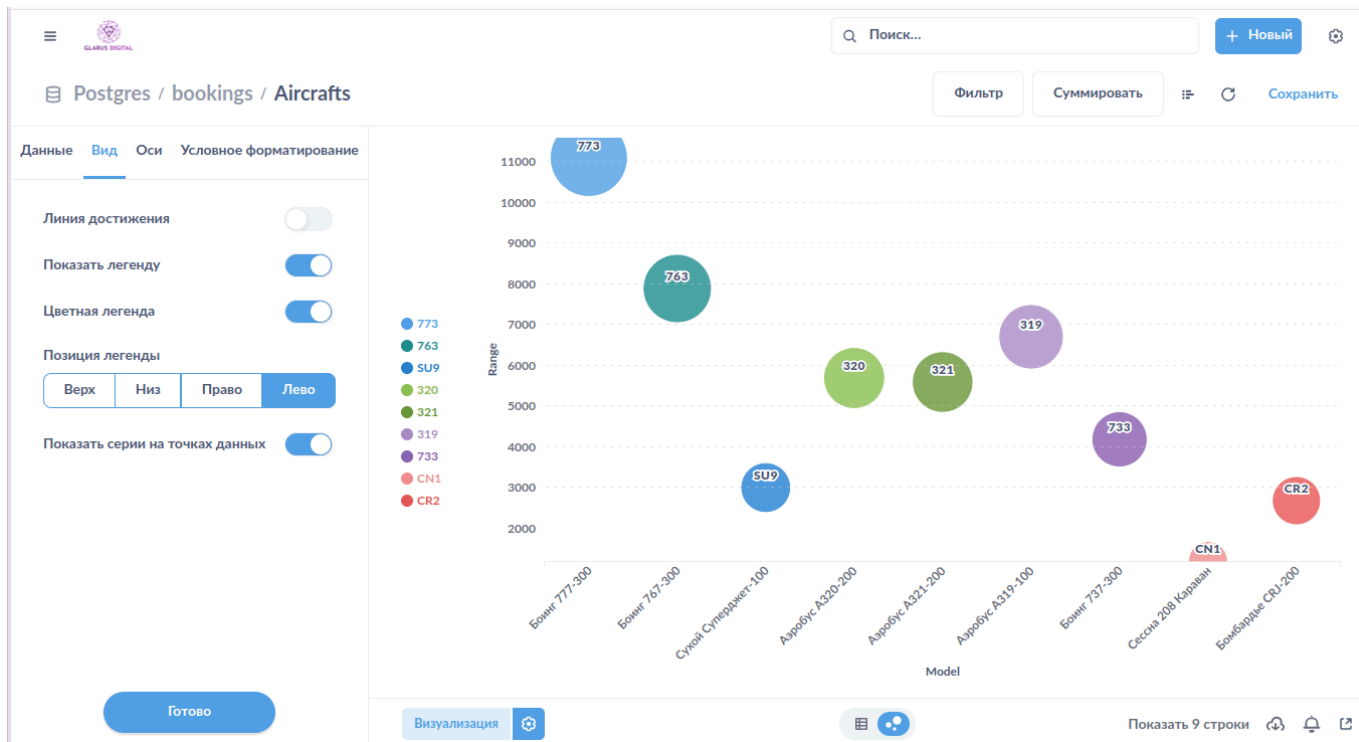 GLARUS DIGITAL
Поиск...
+ Новый
Postgres / bookings / Aircrafts
Фильтр
Суммировать
Сохранить
Данные Вид Оси Условное форматирование
Линия достижения
Показать легенду
Цветная легенда
Позиция легенды
Верх Низ Право Лево
Показать серии на точках данных
Готово
773
763
SU9
320
321
319
733
CN1
CR2
Range
11000
10000
9000
8000
7000
6000
5000
4000
3000
2000
773
763
SU9
320
321
319
733
CN1
CR2
Боинг 777-300
Боинг 767-300
Сухой Суперджет-100
Аэробус A320-200
Аэробус A321-200
Аэробус A319-100
Боинг 737-300
Сессна 208 Караван
Бомбардье CRJ-200
Model
Визуализация
Показать 9 строки